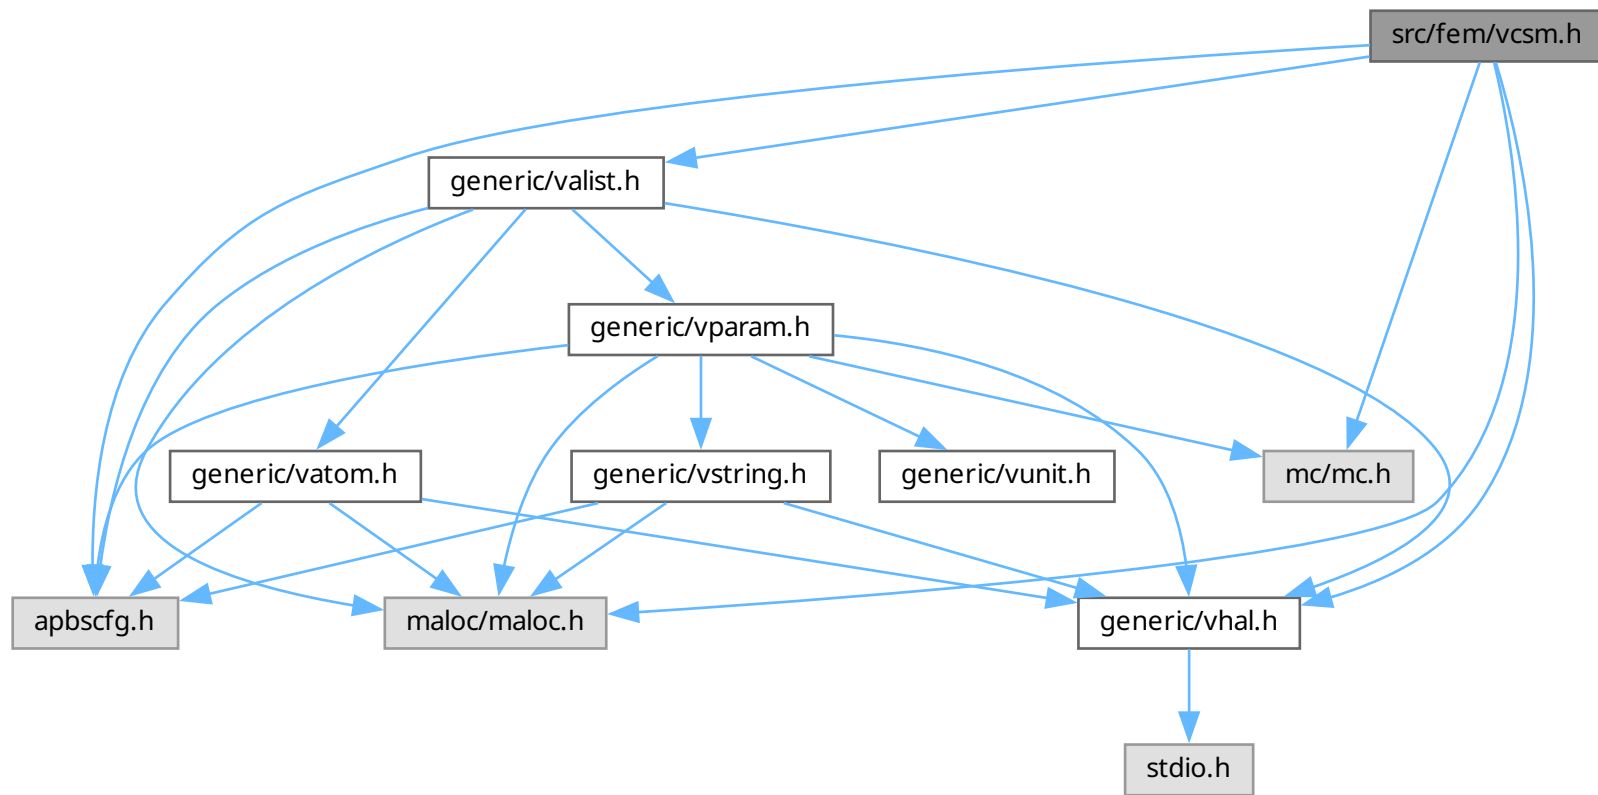 src/fem/vcsm.h
generic/valist.h
generic/vparam.h
generic/vatom.h
generic/vstring.h
generic/vunit.h
mc/mc.h
apbscfg.h
maloc/maloc.h
generic/vhal.h
stdio.h